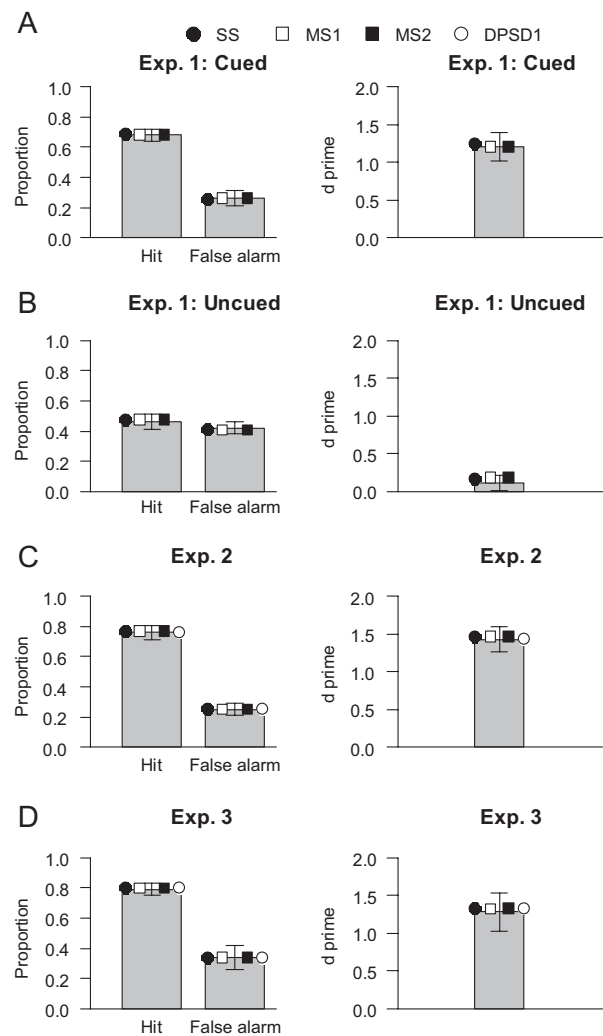 A
SS MS1 MS2 DPSD1
Exp. 1: Cued
Exp. 1: Cued
Proportion
1.0
0.8
0.6
0.4
0.2
0.0
Hit False alarm
d prime
2.0
1.5
1.0
0.5
0.0
B
Exp. 1: Uncued
Exp. 1: Uncued
Proportion
1.0
0.8
0.6
0.4
0.2
0.0
Hit False alarm
d prime
2.0
1.5
1.0
0.5
0.0
C
Exp. 2
Exp. 2
Proportion
1.0
0.8
0.6
0.4
0.2
0.0
Hit False alarm
d prime
2.0
1.5
1.0
0.5
0.0
D
Exp. 3
Exp. 3
Proportion
1.0
0.8
0.6
0.4
0.2
0.0
Hit False alarm
d prime
2.0
1.5
1.0
0.5
0.0